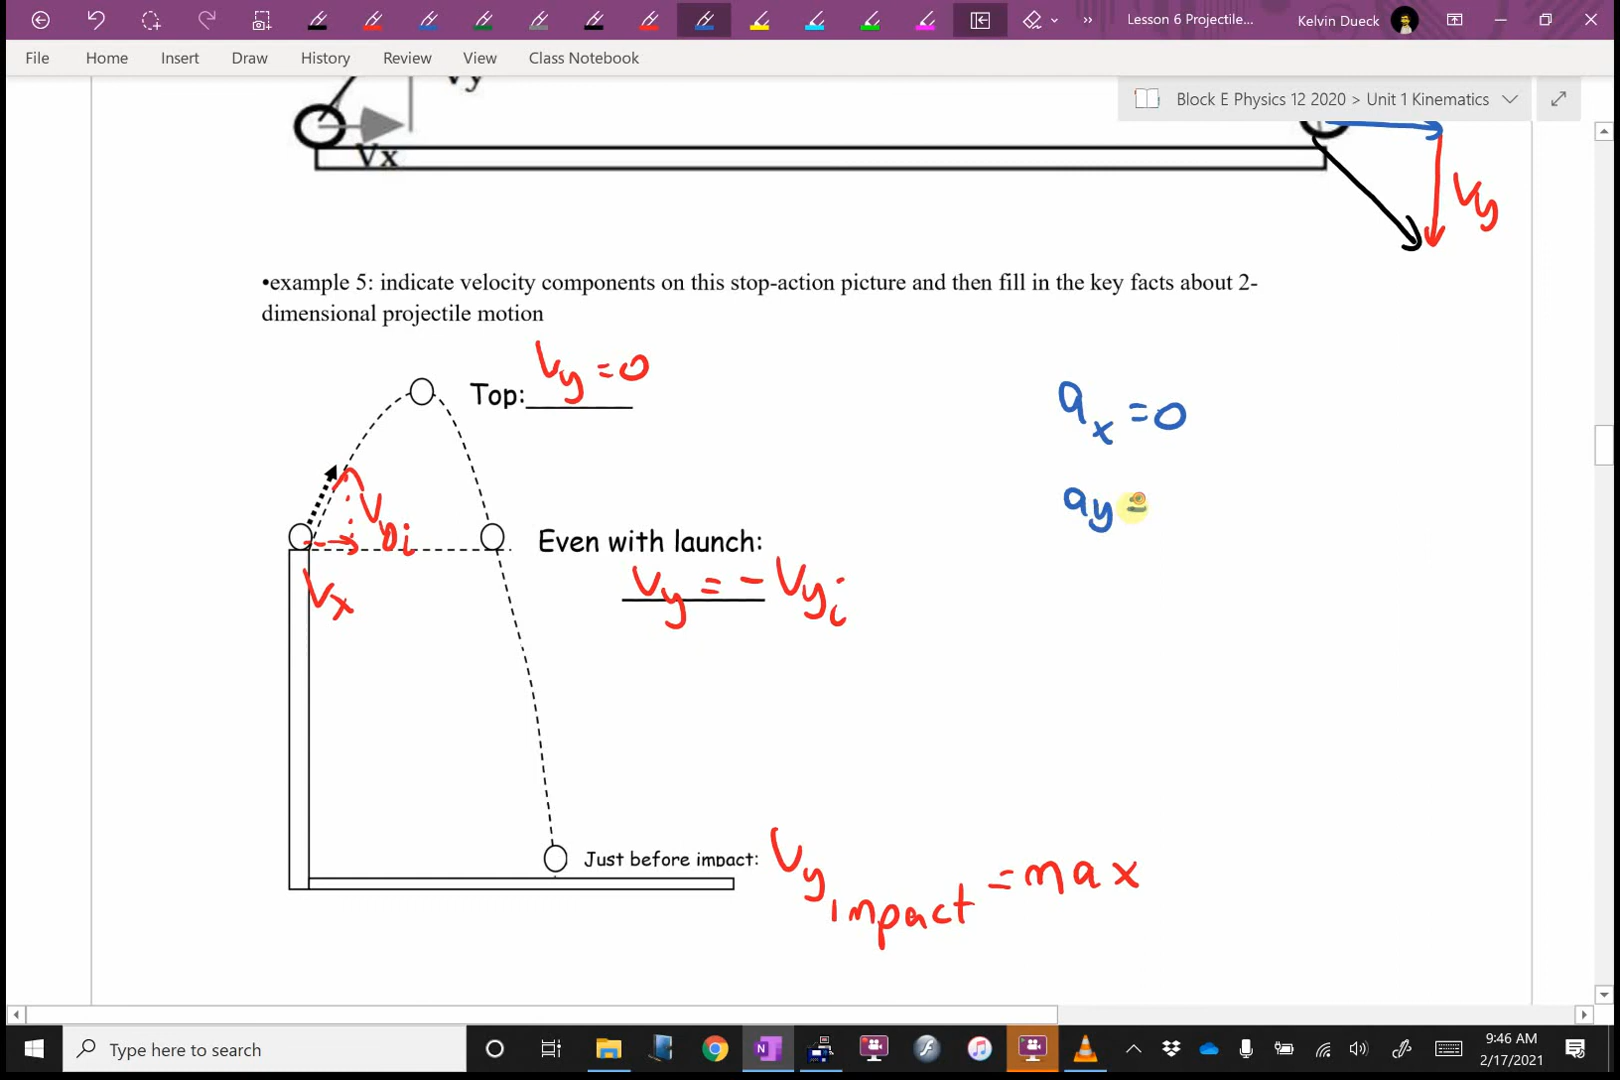 Lesson 6 Projectile...
Kelvin Dueck
File Home Insert Draw History Review View Class Notebook
Block E Physics 12 2020 > Unit 1 Kinematics
Vy
Vx
Vy
•example 5: indicate velocity components on this stop-action picture and then fill in the key facts about 2-
dimensional projectile motion
Top: Vy = 0
ax = 0
ay =
Vyi
Vx
Even with launch:
Vy = - Vyi
Just before impact: Vy impact = max
Type here to search
9:46 AM
2/17/2021